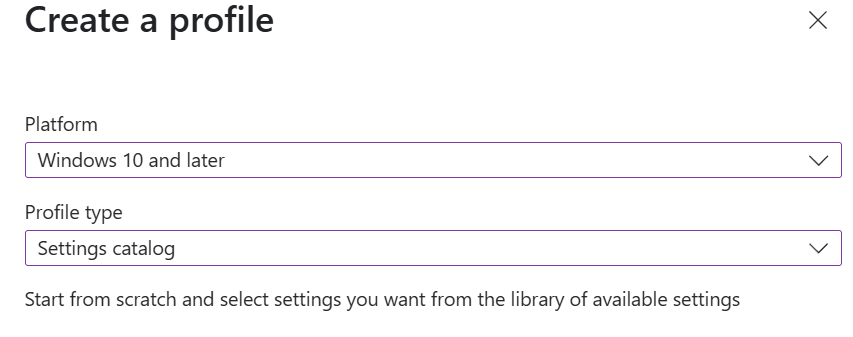 Create a profile
Platform
Windows 10 and later
Profile type
Settings catalog
Start from scratch and select settings you want from the library of available settings